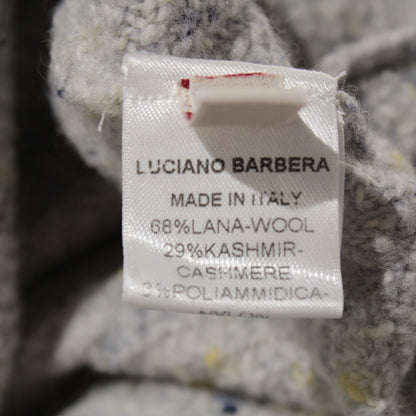 LUCIANO BARBERA
MADE IN ITALY
68%LANA-WOOL
29%KASHMIR-
CASHMERE
3%POLIAMMIDICA-